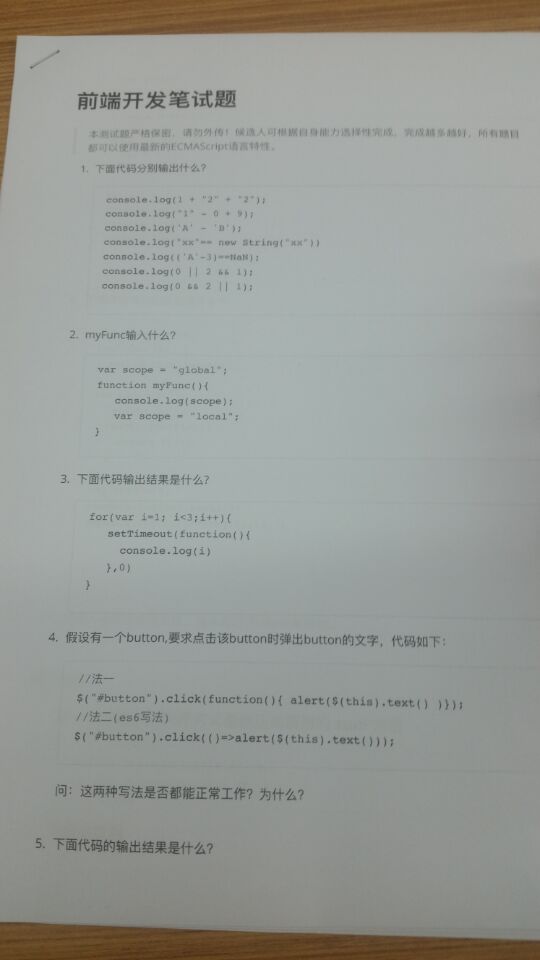 前端开发笔试题
本测试题严格保密，请勿外传！候选人可根据自身能力选择性完成，完成越多越好，所有题目
都可以使用最新的ECMAScript语言特性。
1. 下面代码分别输出什么？
console.log(1 + "2" + "2");
console.log("1" - 0 + 9);
console.log('A' - 'B');
console.log("xx"== new String("xx"))
console.log(('A'-3)==NaN);
console.log(0 || 2 && 1);
console.log(0 && 2 || 1);
2. myFunc输入什么？
var scope = "global";
function myFunc(){
console.log(scope);
var scope = "local";
}
3. 下面代码输出结果是什么？
for(var i=1; i<3;i++){
setTimeout(function(){
console.log(i)
},0)
}
4. 假设有一个button,要求点击该button时弹出button的文字，代码如下：
//法一
$("#button").click(function(){ alert($(this).text() )});
//法二(es6写法)
$("#button").click(()=>alert($(this).text()));
问：这两种写法是否都能正常工作？为什么？
5. 下面代码的输出结果是什么？